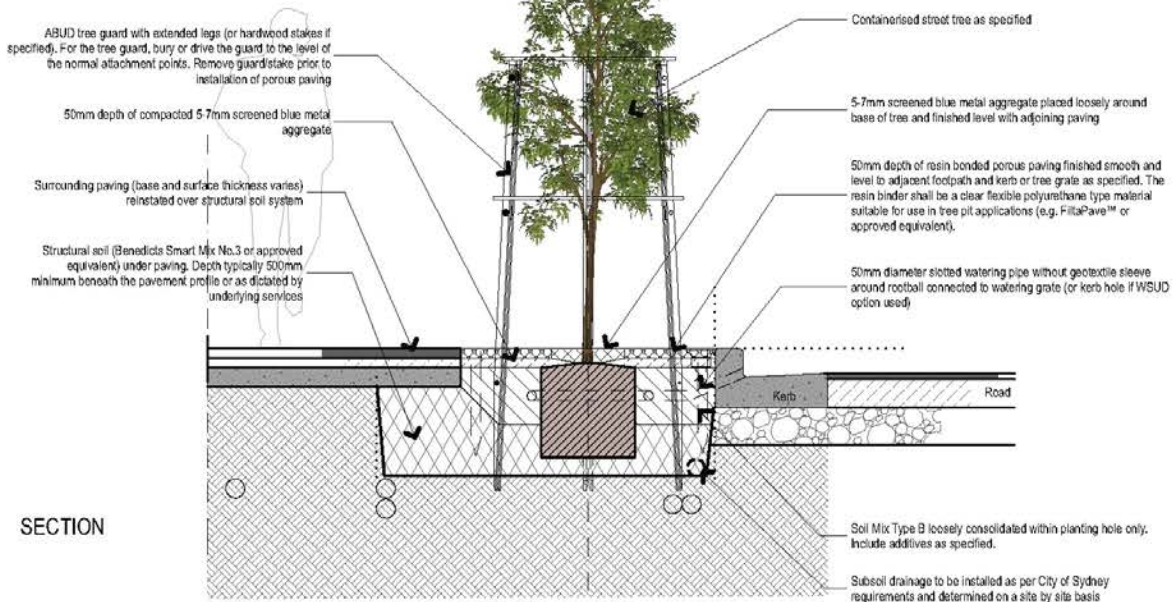 ABUD tree guard with extended legs (or hardwood stakes if
specified). For the tree guard, bury or drive the guard to the level of
the normal attachment points. Remove guard/stake prior to
installation of porous paving
50mm depth of compacted 5-7mm screened blue metal
aggregate
Surrounding paving (base and surface thickness varies)
reinstated over structural soil system
Structural soil (Benedicts Smart Mix No.3 or approved
equivalent) under paving. Depth typically 500mm
minimum beneath the pavement profile or as dictated by
underlying services
Containerised street tree as specified
5-7mm screened blue metal aggregate placed loosely around
base of tree and finished level with adjoining paving
50mm depth of resin bonded porous paving finished smooth and
level to adjacent footpath and kerb or tree grate as specified. The
resin binder shall be a clear flexible polyurethane type material
suitable for use in tree pit applications (e.g. FiltaPave™ or
approved equivalent).
50mm diameter slotted watering pipe without geotextile sleeve
around rootball connected to watering grate (or kerb hole if WSUD
option used)
Kerb
Road
SECTION
Soil Mix Type B loosely consolidated within planting hole only.
Include additives as specified.
Subsoil drainage to be installed as per City of Sydney
requirements and determined on a site by site basis